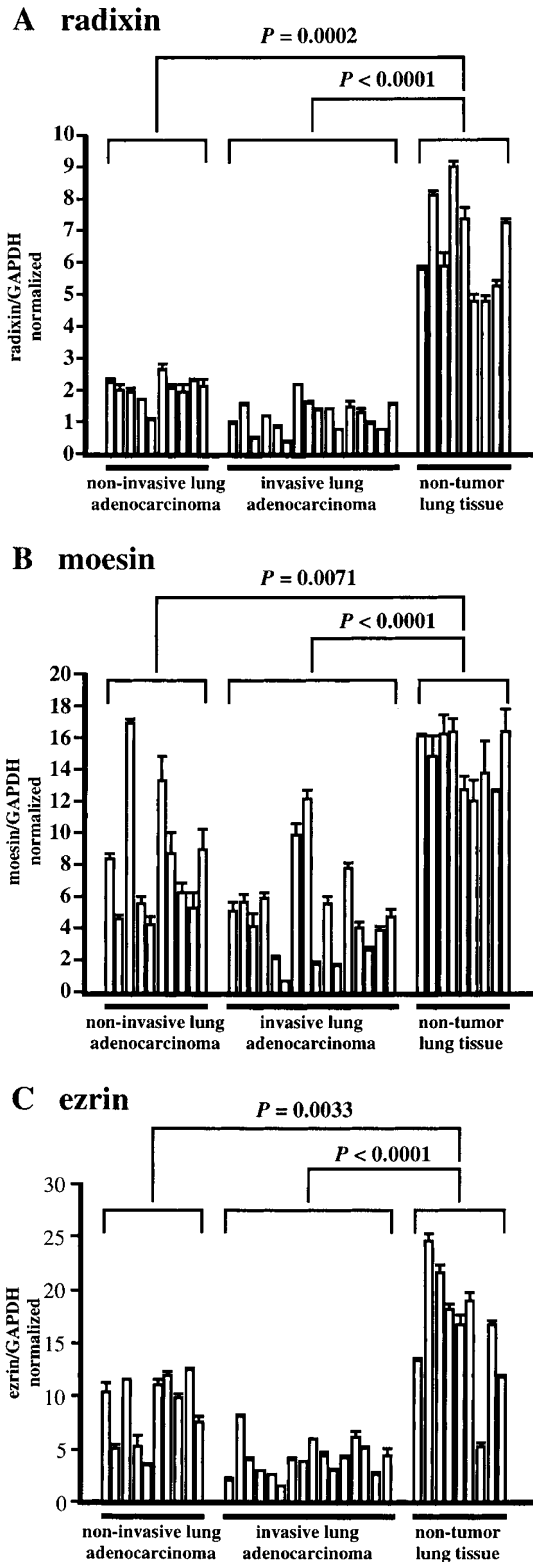 A radixin
P = 0.0002
P < 0.0001
10
9
8
7
6
5
4
3
2
1
0
radixin/GAPDH
normalized
non-invasive lung
adenocarcinoma
invasive lung
adenocarcinoma
non-tumor
lung tissue
B moesin
P = 0.0071
P < 0.0001
20
18
16
14
12
10
8
6
4
2
0
moesin/GAPDH
normalized
non-invasive lung
adenocarcinoma
invasive lung
adenocarcinoma
non-tumor
lung tissue
C ezrin
P = 0.0033
P < 0.0001
30
25
20
15
10
5
0
ezrin/GAPDH
normalized
non-invasive lung
adenocarcinoma
invasive lung
adenocarcinoma
non-tumor
lung tissue